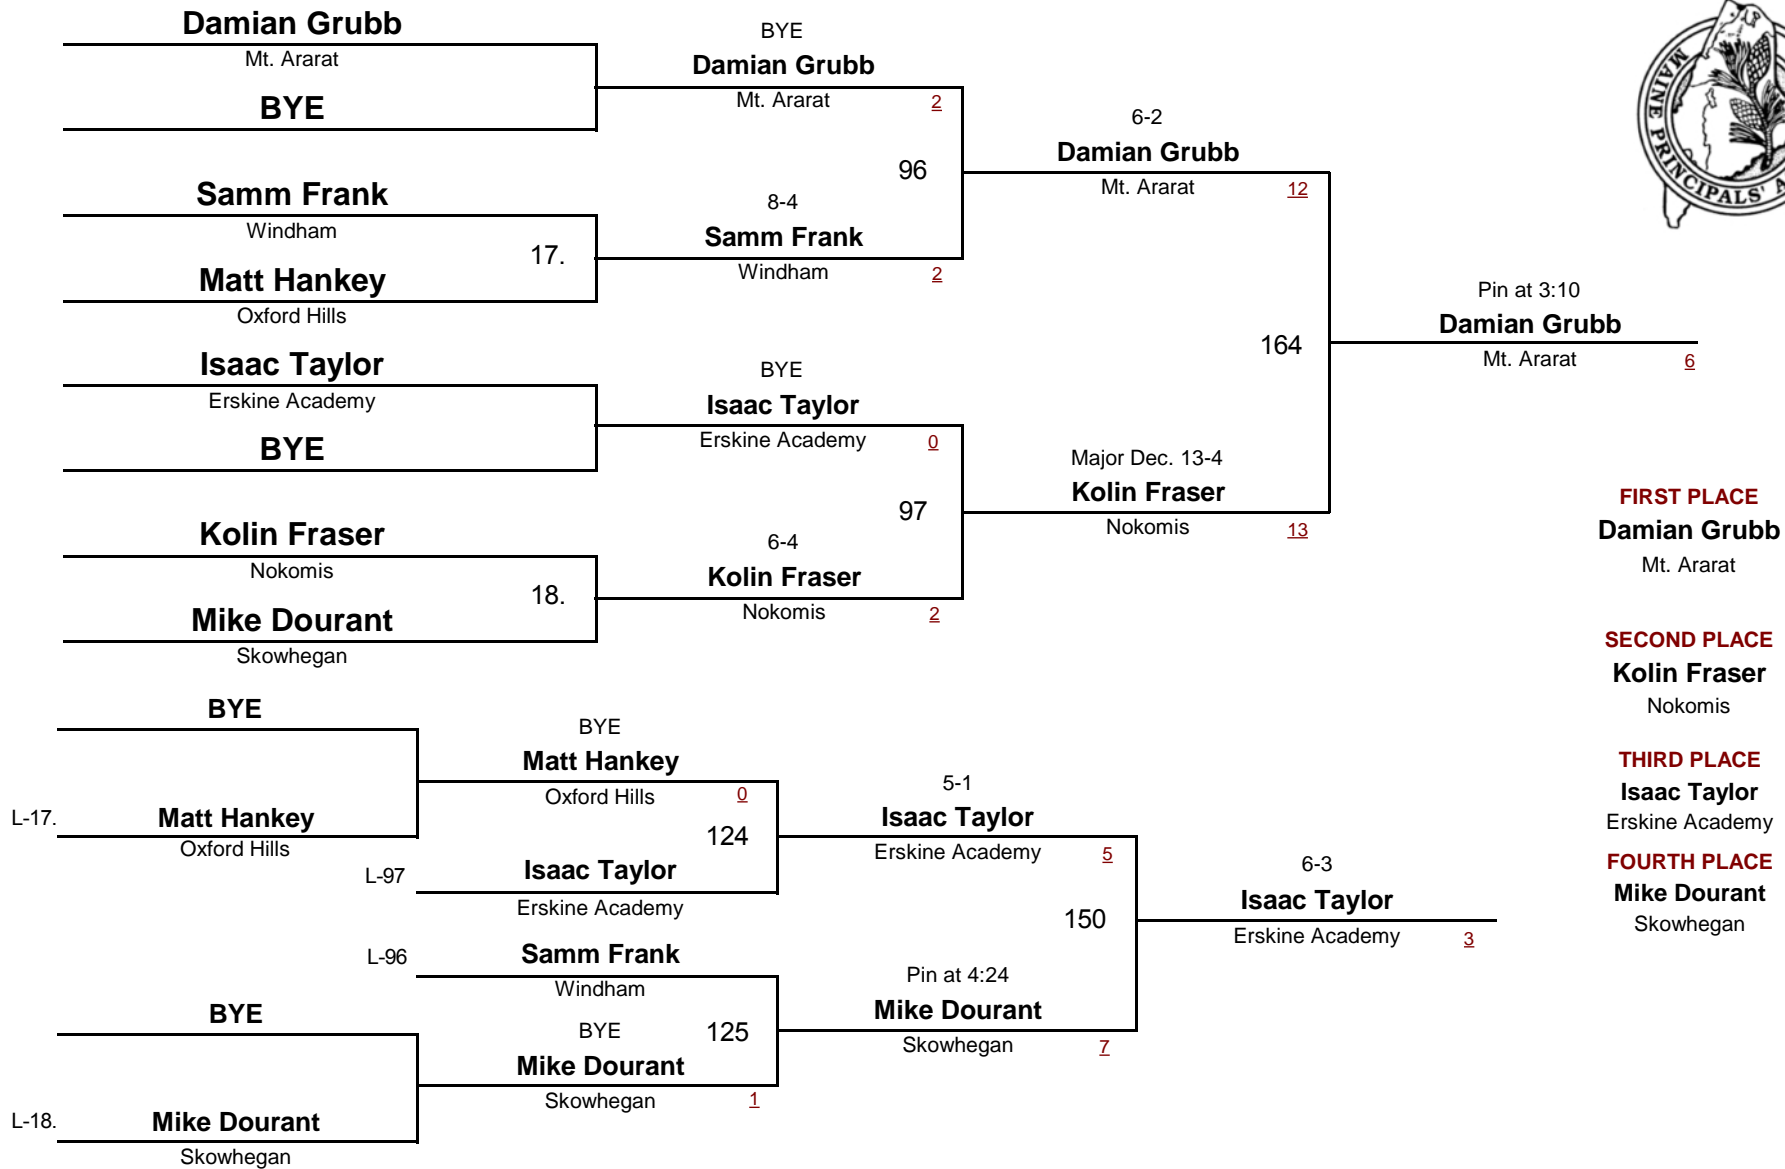 Damian Grubb
Mt. Ararat
BYE
Samm Frank
Windham
17.
Matt Hankey
Oxford Hills
Isaac Taylor
Erskine Academy
BYE
Kolin Fraser
Nokomis
18.
Mike Dourant
Skowhegan
BYE
Damian Grubb
Mt. Ararat 2
96
8-4
Samm Frank
Windham 2
BYE
Isaac Taylor
Erskine Academy 0
97
6-4
Kolin Fraser
Nokomis 2
6-2
Damian Grubb
Mt. Ararat 12
164
Major Dec. 13-4
Kolin Fraser
Nokomis 13
Pin at 3:10
Damian Grubb
Mt. Ararat 6
MAINE PRINCIPALS' A
FIRST PLACE
Damian Grubb
Mt. Ararat
SECOND PLACE
Kolin Fraser
Nokomis
THIRD PLACE
Isaac Taylor
Erskine Academy
FOURTH PLACE
Mike Dourant
Skowhegan
BYE
L-17. Matt Hankey
Oxford Hills
BYE
Matt Hankey
Oxford Hills 0
124
L-97 Isaac Taylor
Erskine Academy
L-96 Samm Frank
Windham
BYE 125
Mike Dourant
Skowhegan 1
BYE
L-18. Mike Dourant
Skowhegan
5-1
Isaac Taylor
Erskine Academy 5
150
Pin at 4:24
Mike Dourant
Skowhegan 7
6-3
Isaac Taylor
Erskine Academy 3